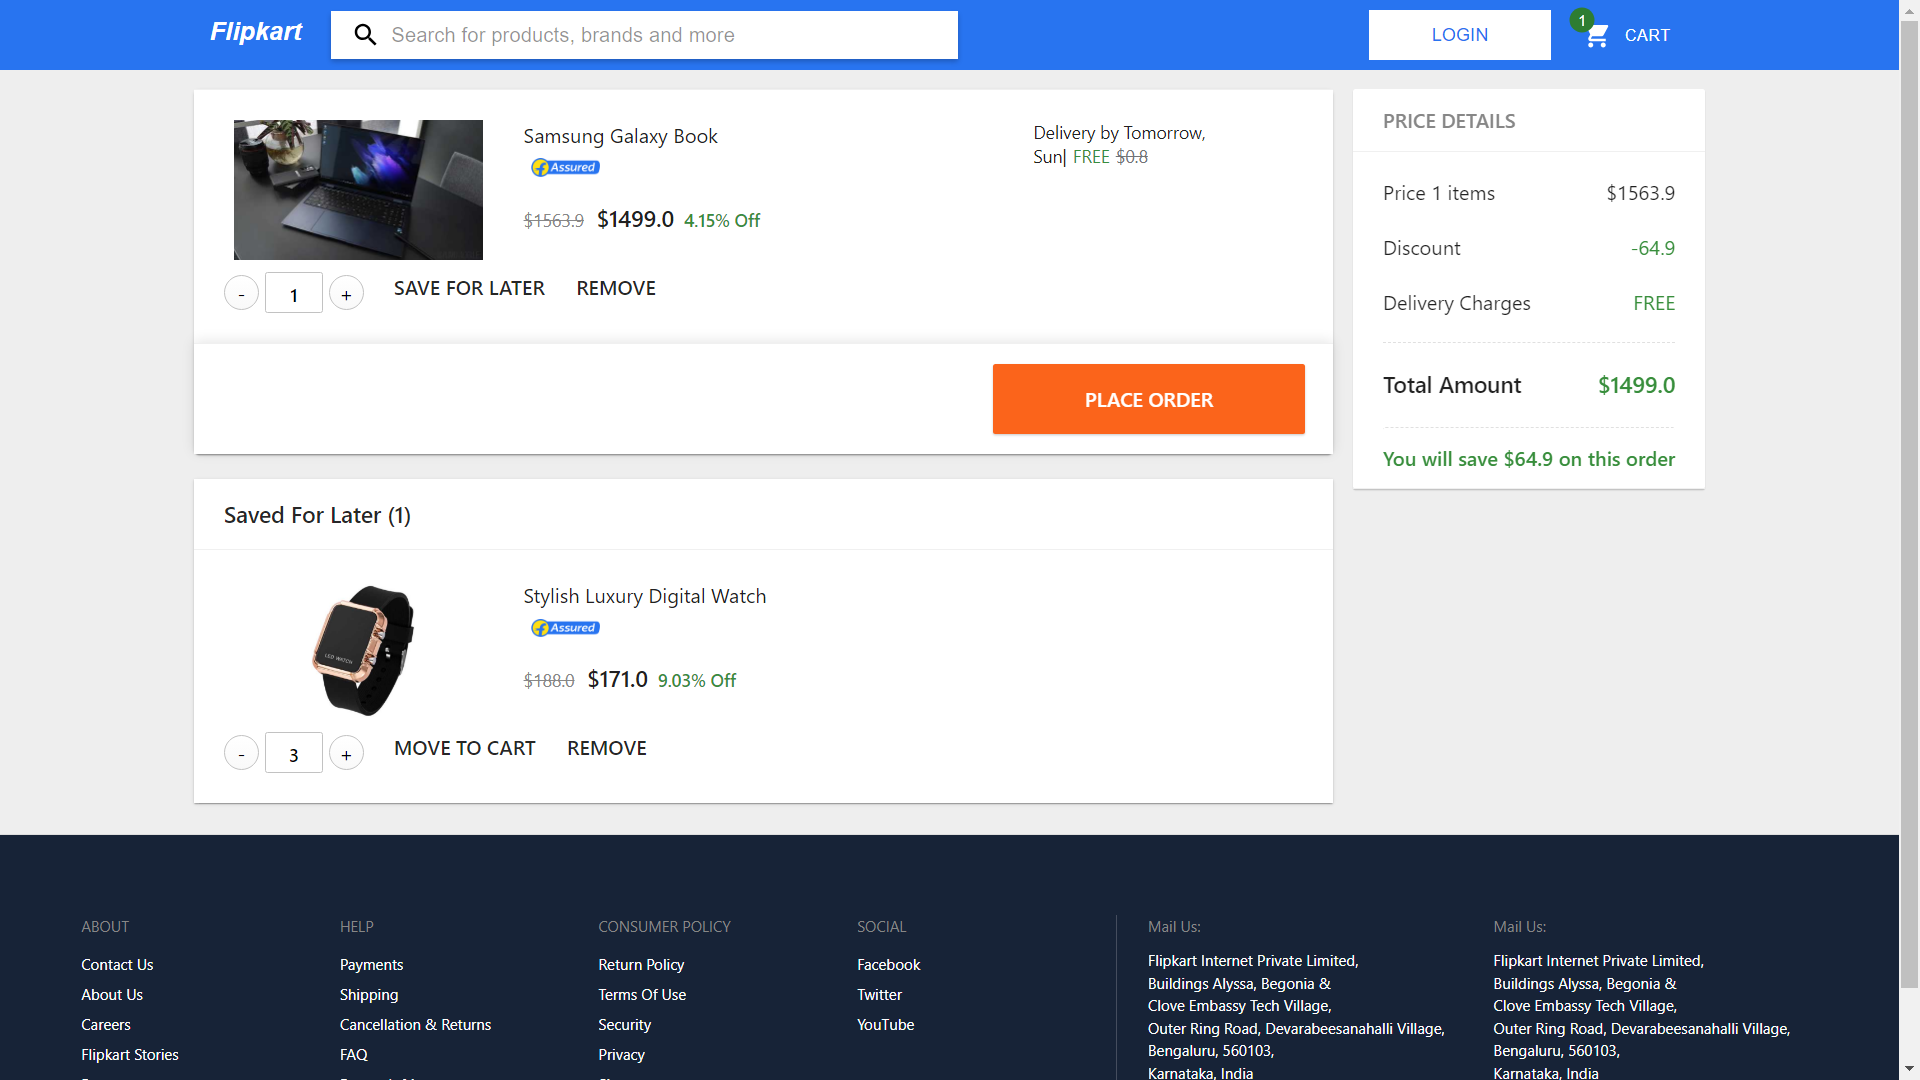 Flipkart
Search for products, brands and more
LOGIN
1
CART
Samsung Galaxy Book
Assured
$1563.9 $1499.0 4.15% Off
Delivery by Tomorrow,
Sun| FREE $0.8
- 1 + SAVE FOR LATER REMOVE
PLACE ORDER
PRICE DETAILS
Price 1 items $1563.9
Discount -64.9
Delivery Charges FREE
Total Amount $1499.0
You will save $64.9 on this order
Saved For Later (1)
LED WATCH
Stylish Luxury Digital Watch
Assured
$188.0 $171.0 9.03% Off
- 3 + MOVE TO CART REMOVE
ABOUT
Contact Us
About Us
Careers
Flipkart Stories
HELP
Payments
Shipping
Cancellation & Returns
FAQ
CONSUMER POLICY
Return Policy
Terms Of Use
Security
Privacy
SOCIAL
Facebook
Twitter
YouTube
Mail Us:
Flipkart Internet Private Limited,
Buildings Alyssa, Begonia &
Clove Embassy Tech Village,
Outer Ring Road, Devarabeesanahalli Village,
Bengaluru, 560103,
Karnataka, India
Mail Us:
Flipkart Internet Private Limited,
Buildings Alyssa, Begonia &
Clove Embassy Tech Village,
Outer Ring Road, Devarabeesanahalli Village,
Bengaluru, 560103,
Karnataka, India